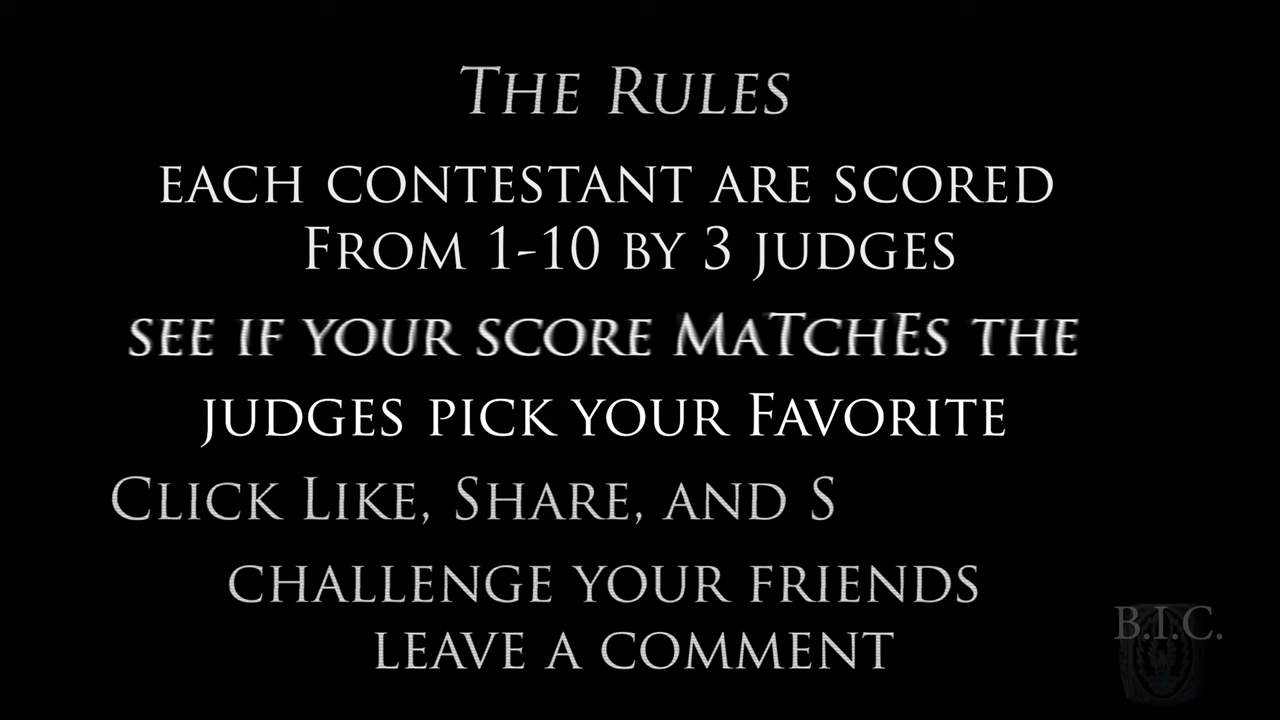 The Rules
each contestant are scored
From 1-10 by 3 judges
see if your score MaTchEs the
judges pick your Favorite
Click Like, Share, and S
challenge your friends
leave a comment
B.I.C.